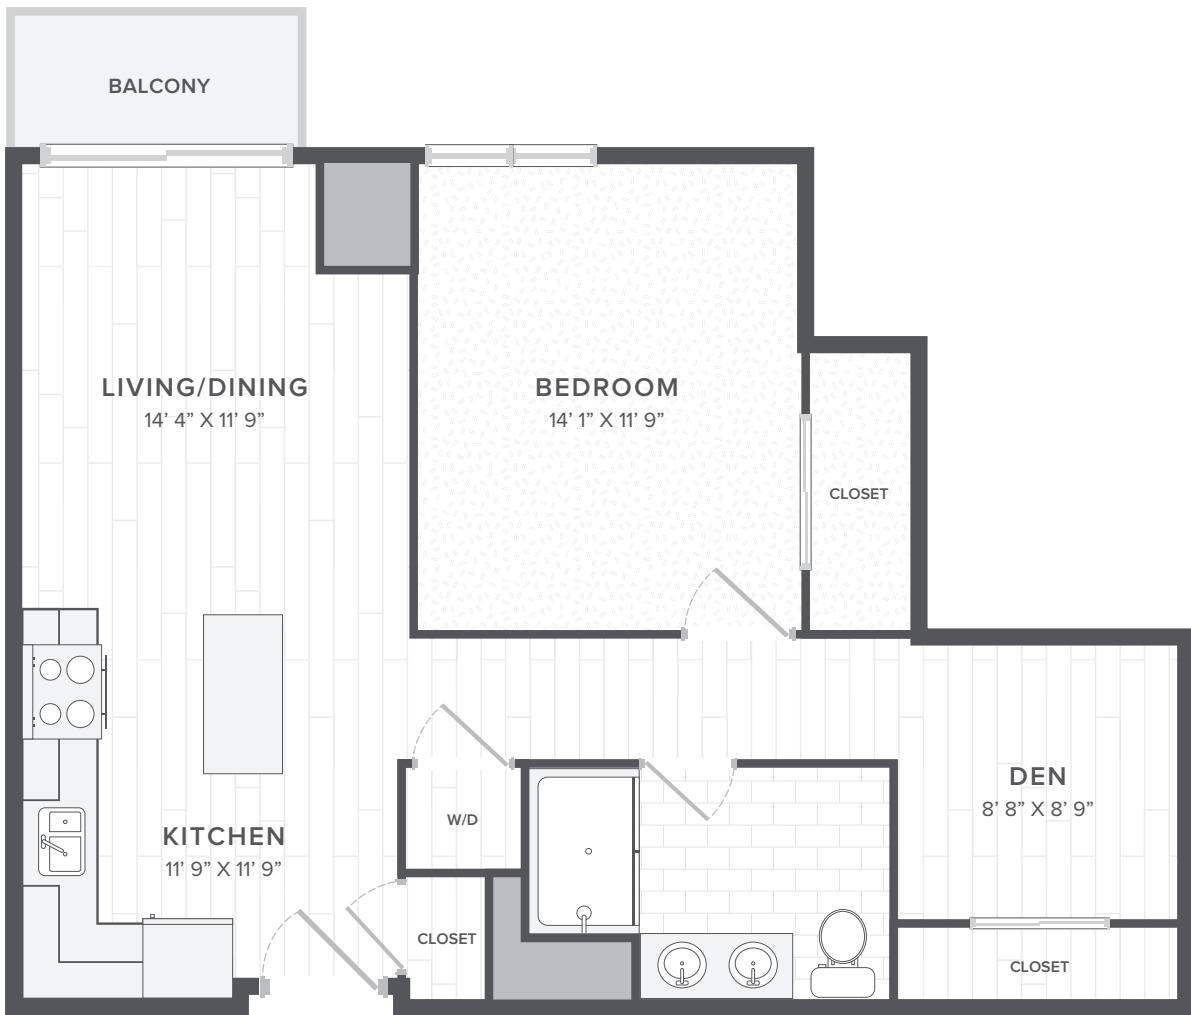 BALCONY
LIVING/DINING
14’ 4” X 11’ 9”
BEDROOM
14’ 1” X 11’ 9”
CLOSET
DEN
8’ 8” X 8’ 9”
W/D
KITCHEN
11’ 9” X 11’ 9”
CLOSET
CLOSET